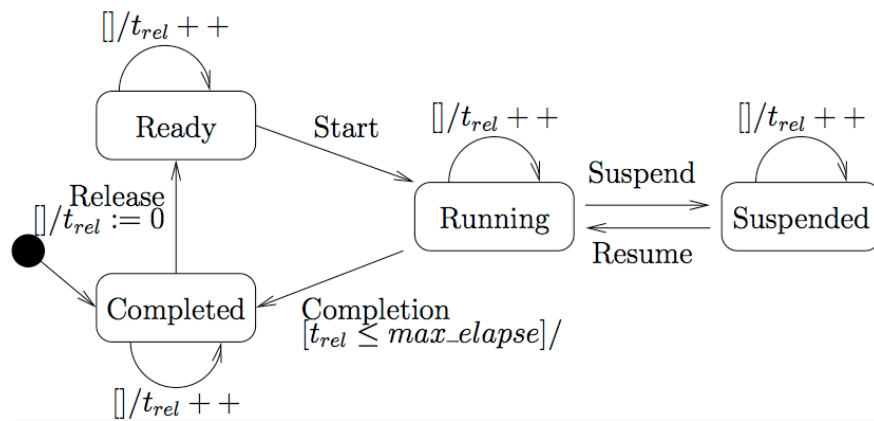 []/t_rel ++
Ready
Start
[]/t_rel ++
[]/t_rel ++
Release
[]/t_rel := 0
Suspend
Running
Suspended
Resume
Completed
Completion
[t_rel ≤ max_elapse]/
[]/t_rel ++